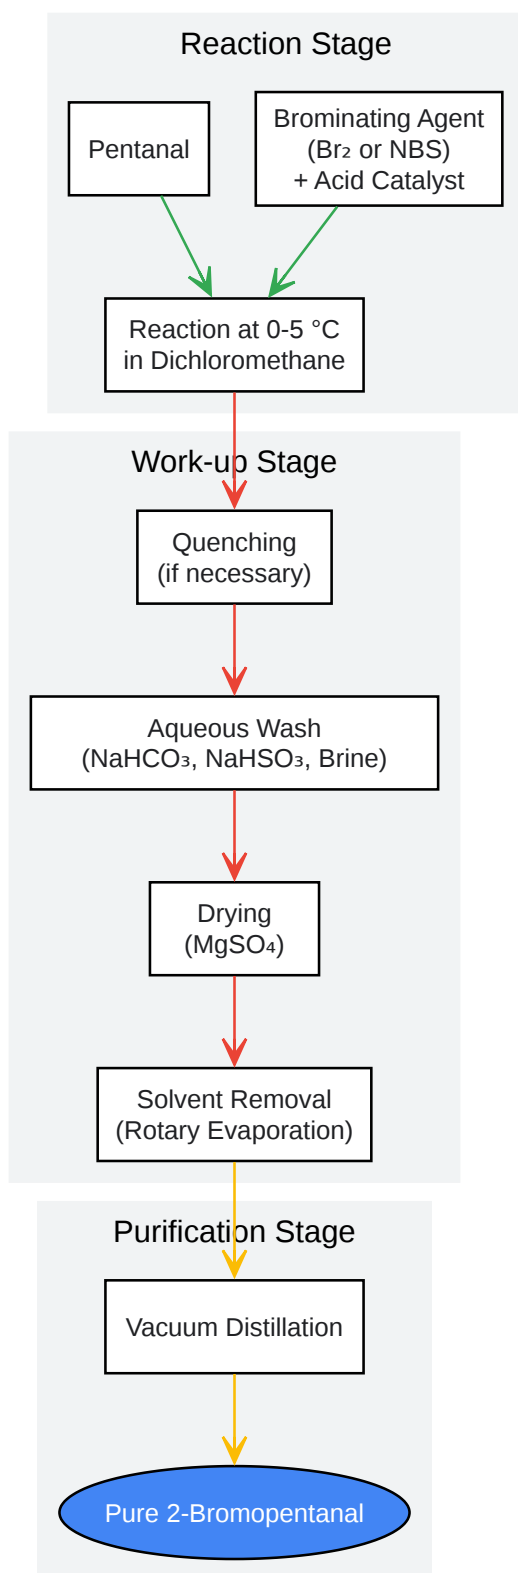 Reaction Stage
Pentanal
Brominating Agent
(Br₂ or NBS)
+ Acid Catalyst
Reaction at 0-5 °C
in Dichloromethane
Work-up Stage
Quenching
(if necessary)
Aqueous Wash
(NaHCO₃, NaHSO₃, Brine)
Drying
(MgSO₄)
Solvent Removal
(Rotary Evaporation)
Purification Stage
Vacuum Distillation
Pure 2-Bromopentanal